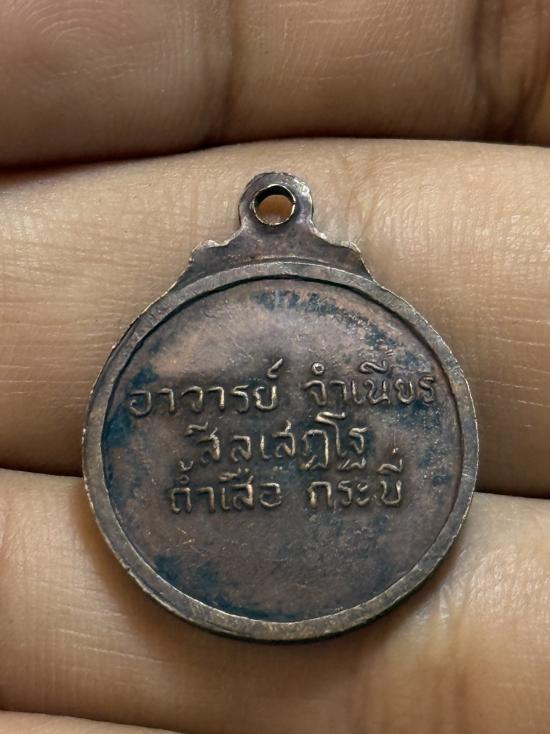 อาจารย์ จำเนียร
สีลเสฏฺโฐ
ถ้ำเสือ กระบี่